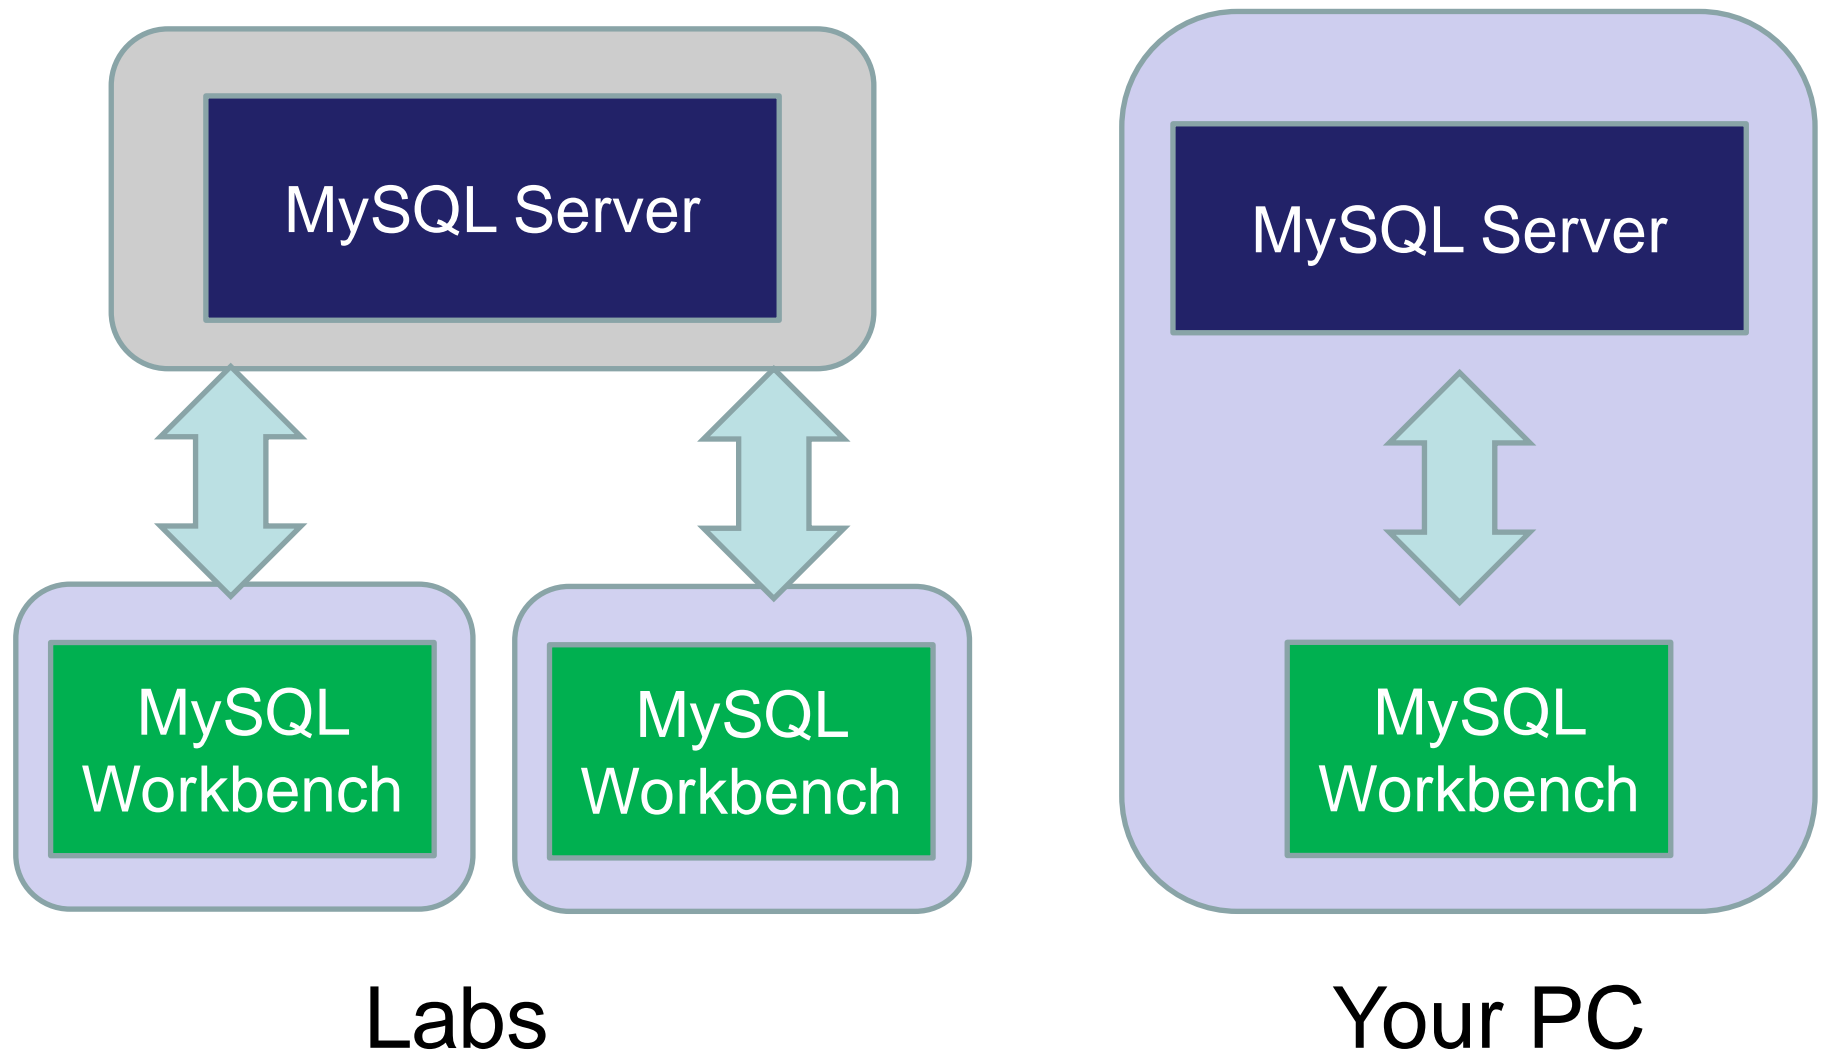 MySQL Server
MySQL
Workbench
MySQL
Workbench
Labs
MySQL Server
MySQL
Workbench
Your PC